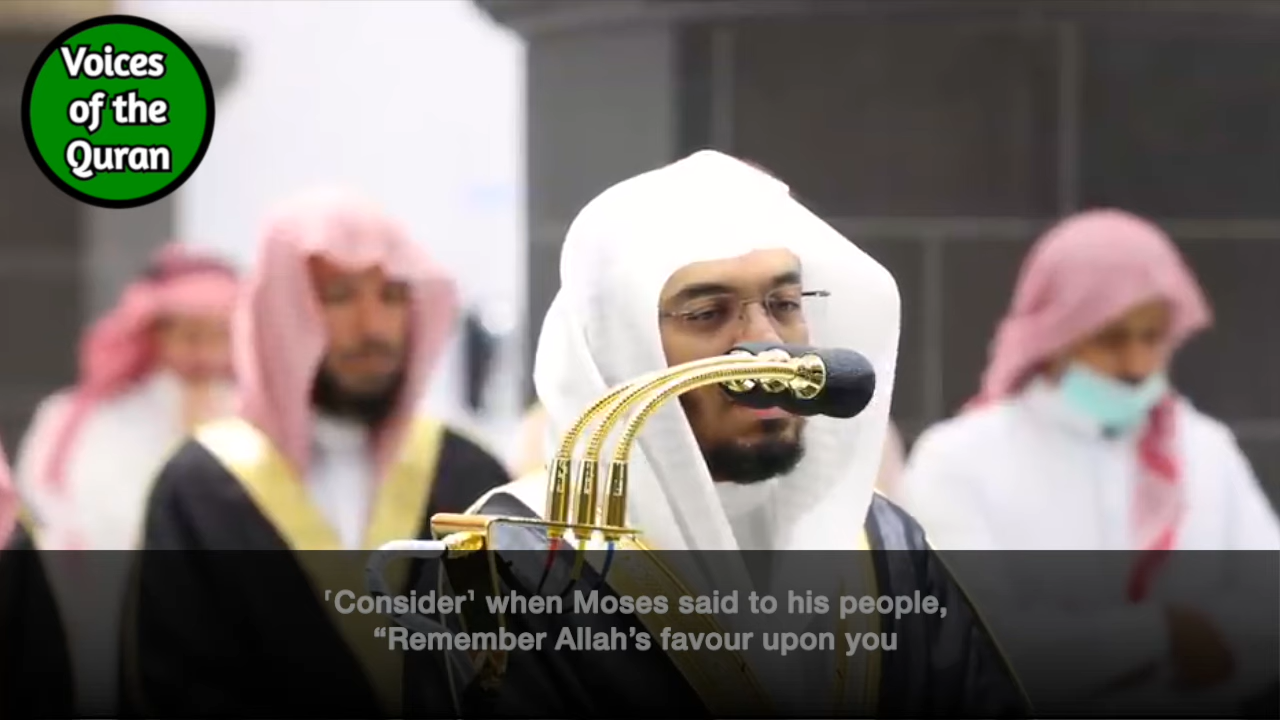 Voices
of the
Quran
˹Consider˺ when Moses said to his people,
“Remember Allah’s favour upon you